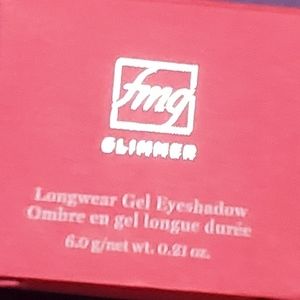 fmg
GLIMMER
Longwear Gel Eyeshadow
Ombre en gel longue durée
6.0 g/net wt. 0.21 oz.